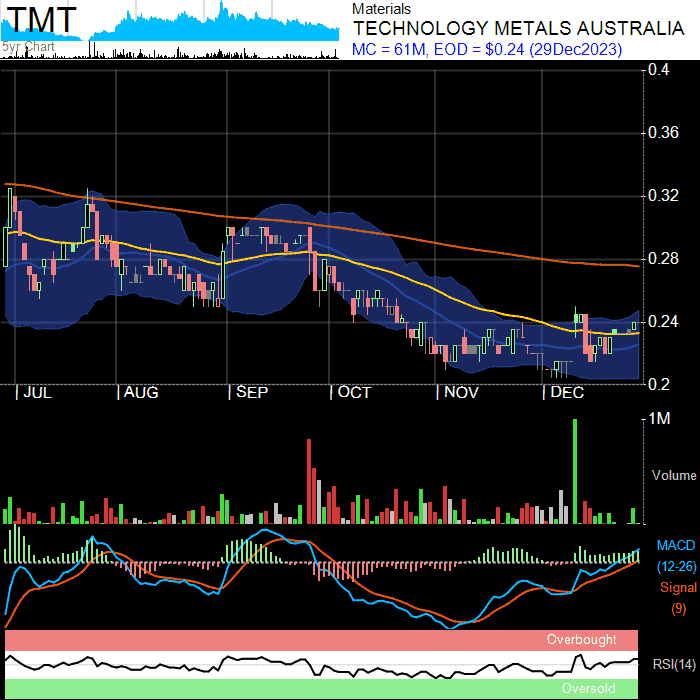 TMT
5yr Chart
Materials
TECHNOLOGY METALS AUSTRALIA
MC = 61M, EOD = $0.24 (29Dec2023)
0.4
0.36
0.32
0.28
0.24
0.2
JUL AUG SEP OCT NOV DEC
1M
Volume
MACD
(12-26)
Signal
(9)
Overbought
RSI(14)
Oversold